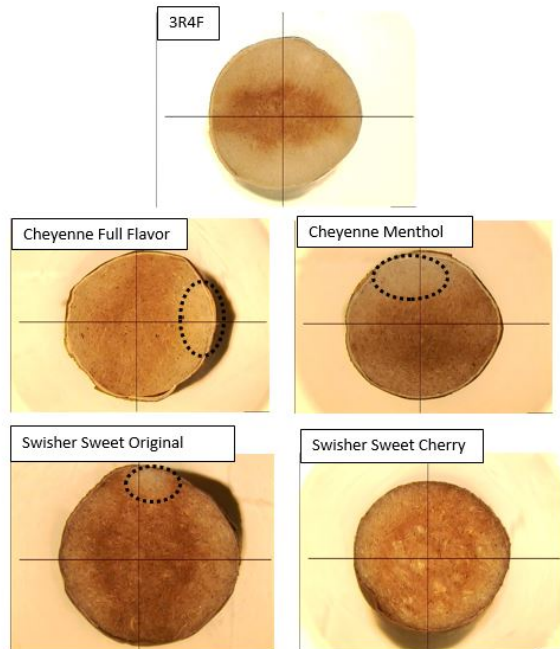 3R4F
Cheyenne Full Flavor
Cheyenne Menthol
Swisher Sweet Original
Swisher Sweet Cherry